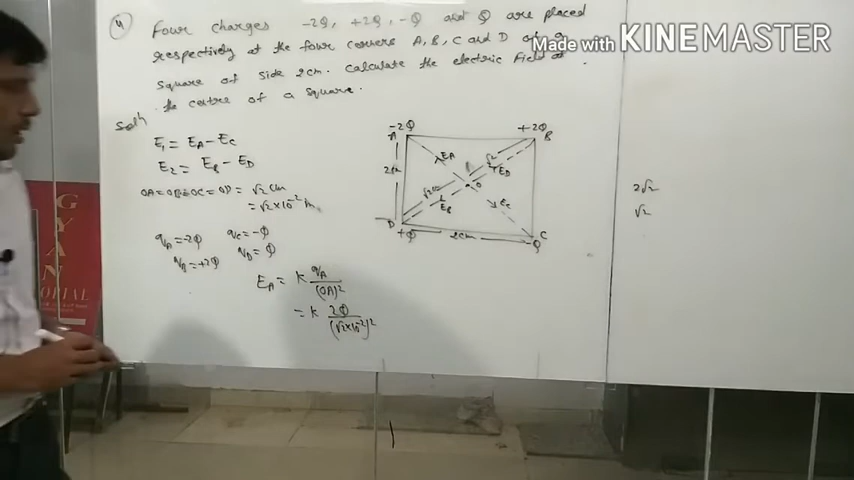 4) Four charges -2Q, +2Q, -Q and Q are placed
respectively at the four corners A, B, C and D of a
square of side 2cm. Calculate the electric field at
the centre of a square.
Made with KINEMASTER
Soln
E1 = EA - EC
E2 = EB - ED
OA = OB = OC = OD = √2 cm
= √2 × 10^-2 m
qA = -2Q qC = -Q
qB = +2Q qD = Q
EA = K qA/(OA)^2
= K 2Q/(√2 × 10^-2)^2
-2Q
A
+2Q
B
EA
√2
ED
O
2cm
EB
EC
D
+Q
2cm
C
-Q
2√2
√2
GYAN